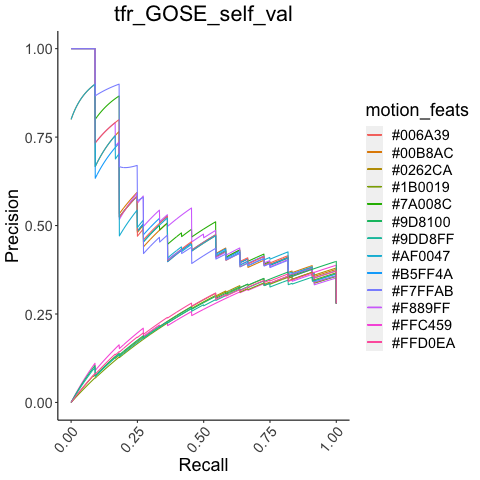 tfr_GOSE_self_val
motion_feats
#006A39
#00B8AC
#0262CA
#1B0019
#7A008C
#9D8100
#9DD8FF
#AF0047
#B5FF4A
#F7FFAB
#F889FF
#FFC459
#FFD0EA
Precision
1.00
0.75
0.50
0.25
0.00
0.00
0.25
0.50
0.75
1.00
Recall